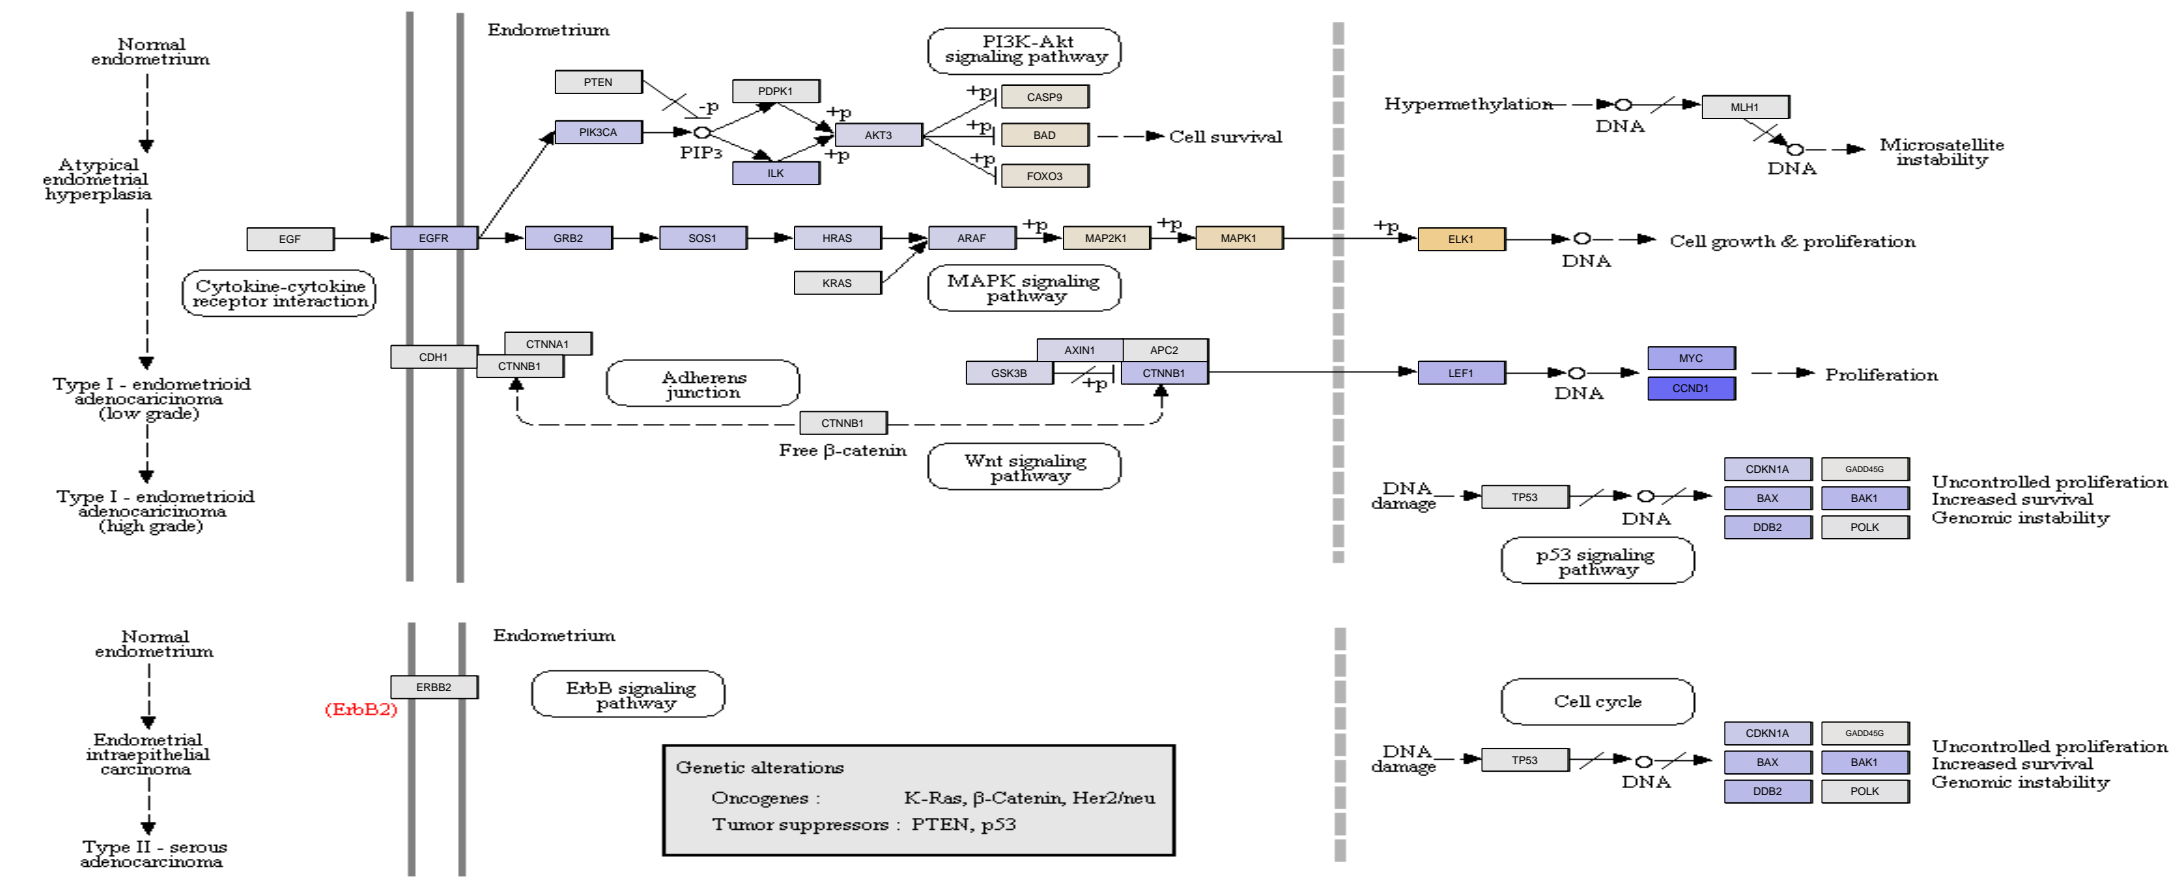 Normal
endometrium
Atypical
endometrial
hyperplasia
Type I - endometrioid
adenocaricinoma
(low grade)
Type I - endometrioid
adenocaricinoma
(high grade)
Endometrium
PTEN
-p
PIK3CA
PIP3
PDPK1
+p
ILK
+p
AKT3
PI3K-Akt
signaling pathway
+p
CASP9
+p
BAD
+p
FOXO3
Cell survival
Hypermethylation
DNA
MLH1
DNA
Microsatellite
instability
EGF
EGFR
GRB2
SOS1
HRAS
ARAF
+p
MAP2K1
+p
MAPK1
+p
ELK1
DNA
Cell growth & proliferation
KRAS
Cytokine-cytokine
receptor interaction
MAPK signaling
pathway
CDH1
CTNNA1
CTNNB1
Adherens
junction
AXIN1
APC2
GSK3B
+p
CTNNB1
LEF1
DNA
MYC
CCND1
Proliferation
CTNNB1
Free β-catenin
Wnt signaling
pathway
DNA
damage
TP53
DNA
CDKN1A
GADD45G
BAX
BAK1
DDB2
POLK
Uncontrolled proliferation
Increased survival
Genomic instability
p53 signaling
pathway
Normal
endometrium
Endometrial
intraepithelial
carcinoma
Type II - serous
adenocarcinoma
Endometrium
ERBB2
(ErbB2)
ErbB signaling
pathway
Cell cycle
DNA
damage
TP53
DNA
CDKN1A
GADD45G
BAX
BAK1
DDB2
POLK
Uncontrolled proliferation
Increased survival
Genomic instability
Genetic alterations
Oncogenes : K-Ras, β-Catenin, Her2/neu
Tumor suppressors : PTEN, p53